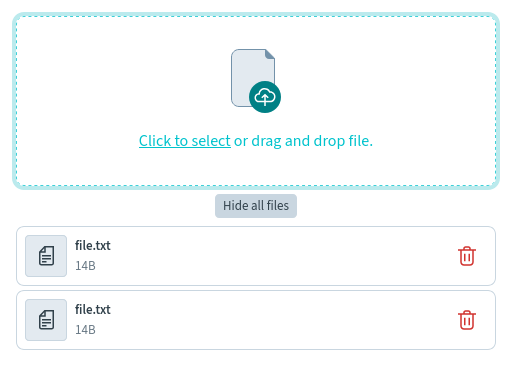 Click to select or drag and drop file.
Hide all files
file.txt
14B
file.txt
14B